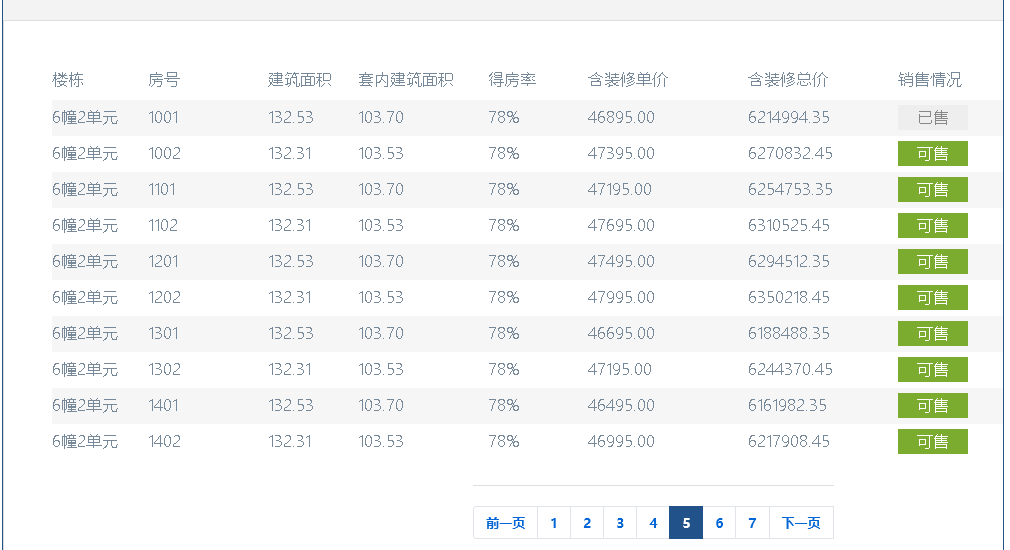 楼栋 房号 建筑面积 套内建筑面积 得房率 含装修单价 含装修总价 销售情况
6幢2单元 1001 132.53 103.70 78% 46895.00 6214994.35 已售
6幢2单元 1002 132.31 103.53 78% 47395.00 6270832.45 可售
6幢2单元 1101 132.53 103.70 78% 47195.00 6254753.35 可售
6幢2单元 1102 132.31 103.53 78% 47695.00 6310525.45 可售
6幢2单元 1201 132.53 103.70 78% 47495.00 6294512.35 可售
6幢2单元 1202 132.31 103.53 78% 47995.00 6350218.45 可售
6幢2单元 1301 132.53 103.70 78% 46695.00 6188488.35 可售
6幢2单元 1302 132.31 103.53 78% 47195.00 6244370.45 可售
6幢2单元 1401 132.53 103.70 78% 46495.00 6161982.35 可售
6幢2单元 1402 132.31 103.53 78% 46995.00 6217908.45 可售
前一页 1 2 3 4 5 6 7 下一页